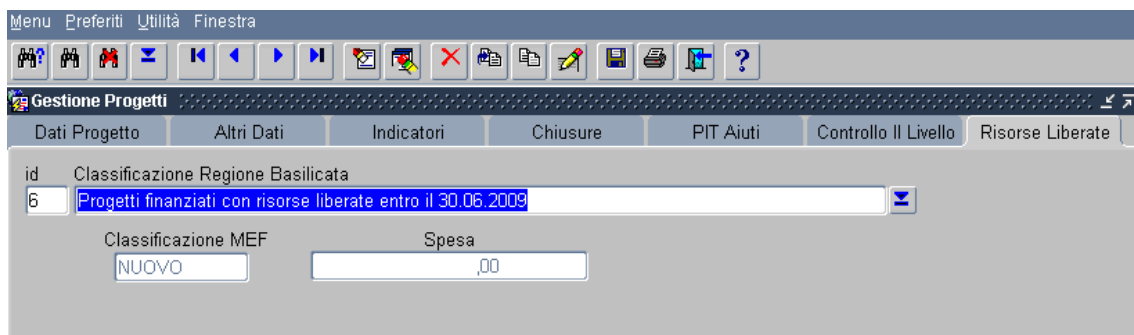 Menu Preferiti Utilità Finestra
Gestione Progetti
Dati Progetto Altri Dati Indicatori Chiusure PIT Aiuti Controllo II Livello Risorse Liberate
id Classificazione Regione Basilicata
6 Progetti finanziati con risorse liberate entro il 30.06.2009
Classificazione MEF Spesa
NUOVO ,00